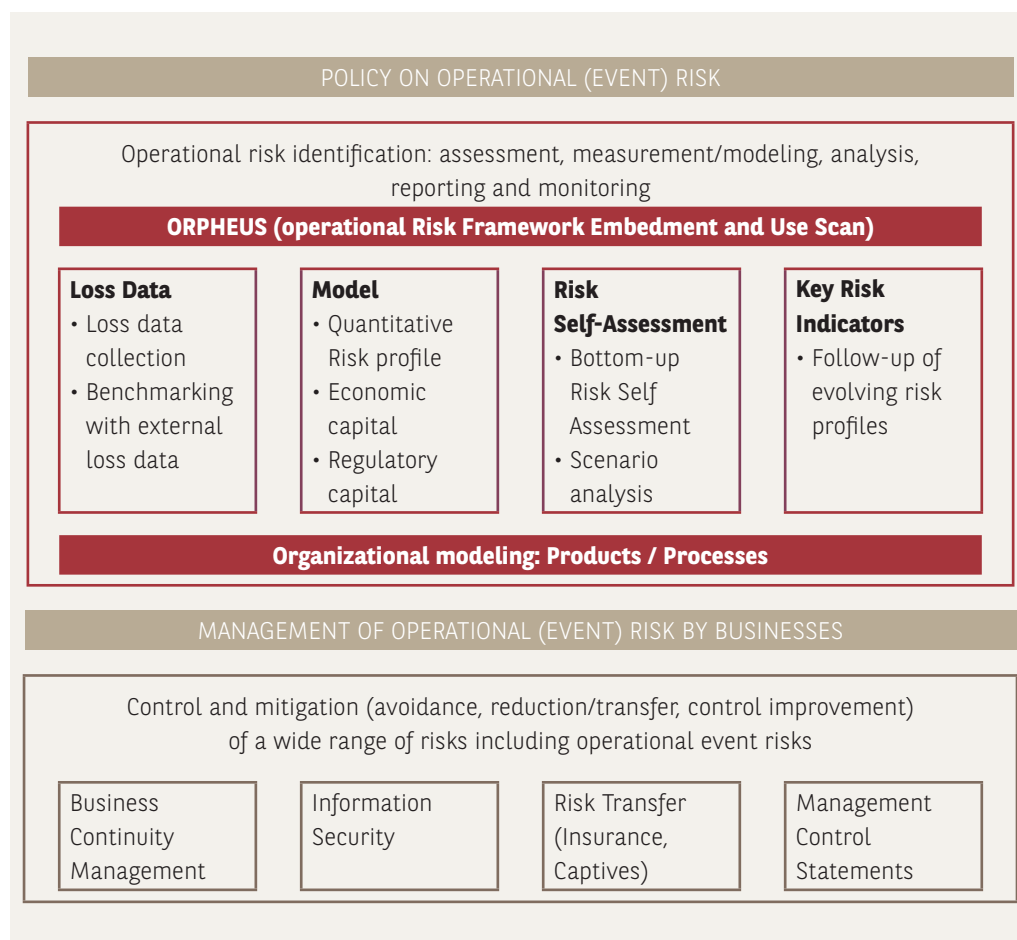 POLICY ON OPERATIONAL (EVENT) RISK
Operational risk identification: assessment, measurement/modeling, analysis,
reporting and monitoring
ORPHEUS (operational Risk Framework Embedment and Use Scan)
Loss Data
• Loss data
collection
• Benchmarking
with external
loss data
Model
• Quantitative
Risk profile
• Economic
capital
• Regulatory
capital
Risk
Self-Assessment
• Bottom-up
Risk Self
Assessment
• Scenario
analysis
Key Risk
Indicators
• Follow-up of
evolving risk
profiles
Organizational modeling: Products / Processes
MANAGEMENT OF OPERATIONAL (EVENT) RISK BY BUSINESSES
Control and mitigation (avoidance, reduction/transfer, control improvement)
of a wide range of risks including operational event risks
Business
Continuity
Management
Information
Security
Risk Transfer
(Insurance,
Captives)
Management
Control
Statements